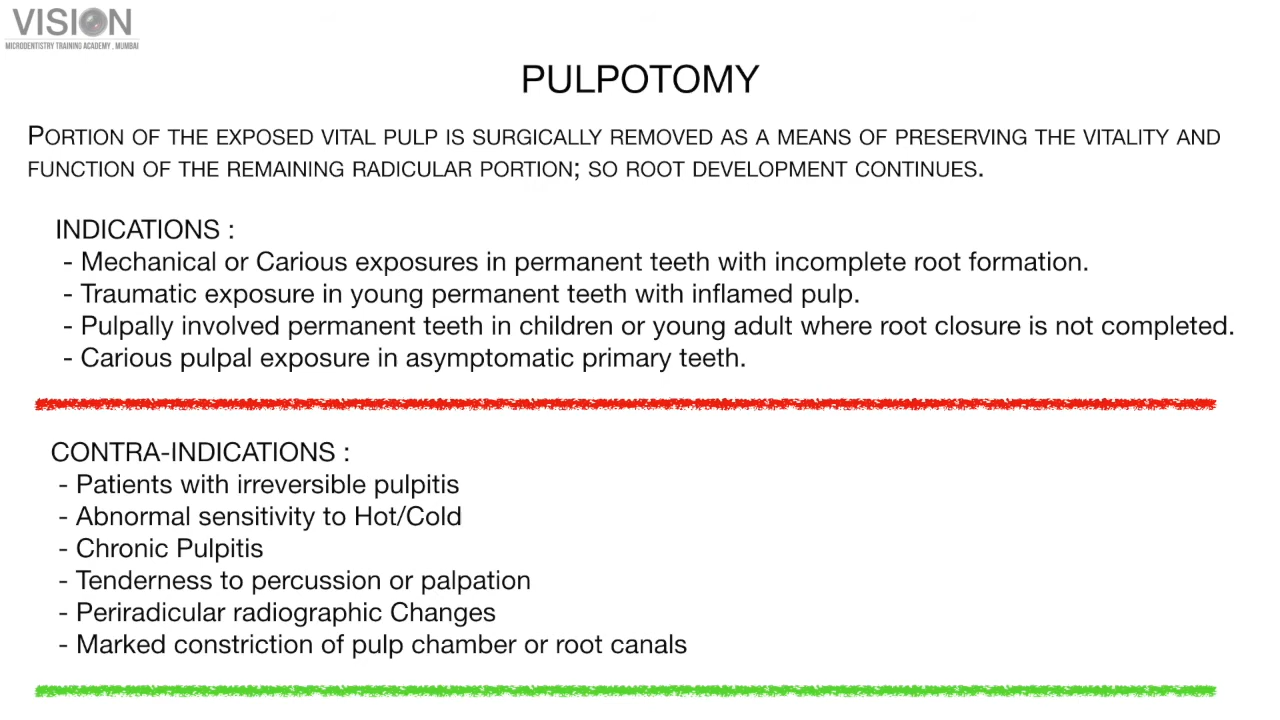 VISION
MICRODENTISTRY TRAINING ACADEMY , MUMBAI
PULPOTOMY
PORTION OF THE EXPOSED VITAL PULP IS SURGICALLY REMOVED AS A MEANS OF PRESERVING THE VITALITY AND
FUNCTION OF THE REMAINING RADICULAR PORTION; SO ROOT DEVELOPMENT CONTINUES.
INDICATIONS :
- Mechanical or Carious exposures in permanent teeth with incomplete root formation.
- Traumatic exposure in young permanent teeth with inflamed pulp.
- Pulpally involved permanent teeth in children or young adult where root closure is not completed.
- Carious pulpal exposure in asymptomatic primary teeth.
CONTRA-INDICATIONS :
- Patients with irreversible pulpitis
- Abnormal sensitivity to Hot/Cold
- Chronic Pulpitis
- Tenderness to percussion or palpation
- Periradicular radiographic Changes
- Marked constriction of pulp chamber or root canals